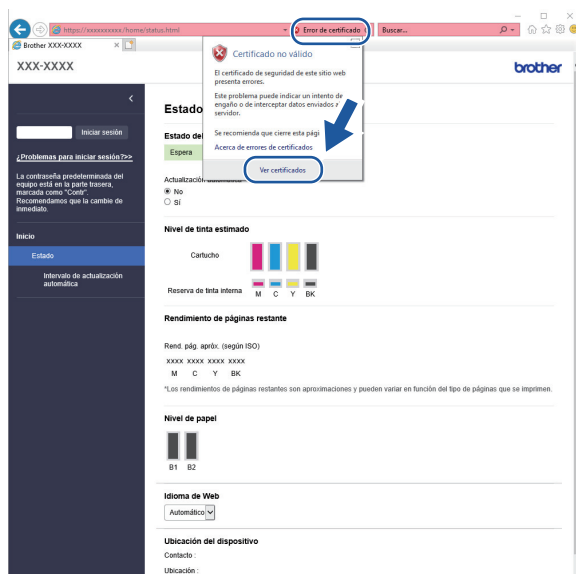 https://xxxxxxxxxx/home/status.html
Error de certificado
Buscar...
Brother XXX-XXXX
XXX-XXXX
brother
Certificado no válido
El certificado de seguridad de este sitio web
presenta errores.
Este problema puede indicar un intento de
engaño o de interceptar datos enviados
servidor.
Se recomienda que cierre esta
Acerca de errores de certificados
Ver certificados
Iniciar sesión
¿Problemas para iniciar sesión?>>
La contraseña predeterminada del
equipo está en la parte trasera,
marcada como "Contr".
Recomendamos que la cambie de
inmediato.
Inicio
Estado
Intervalo de actualización
automática
Estado
Estado del
Espera
Actualización
No
Sí
Nivel de tinta estimado
Cartucho
Reserva de tinta interna
M C Y BK
Rendimiento de páginas restante
Rend. pág. apróx. (según ISO)
xxxx xxxx xxxx xxxx
M C Y BK
*Los rendimientos de páginas restantes son aproximaciones y pueden variar en función del tipo de páginas que se imprimen.
Nivel de papel
B1 B2
Idioma de Web
Automático
Ubicación del dispositivo
Contacto :
Ubicación :